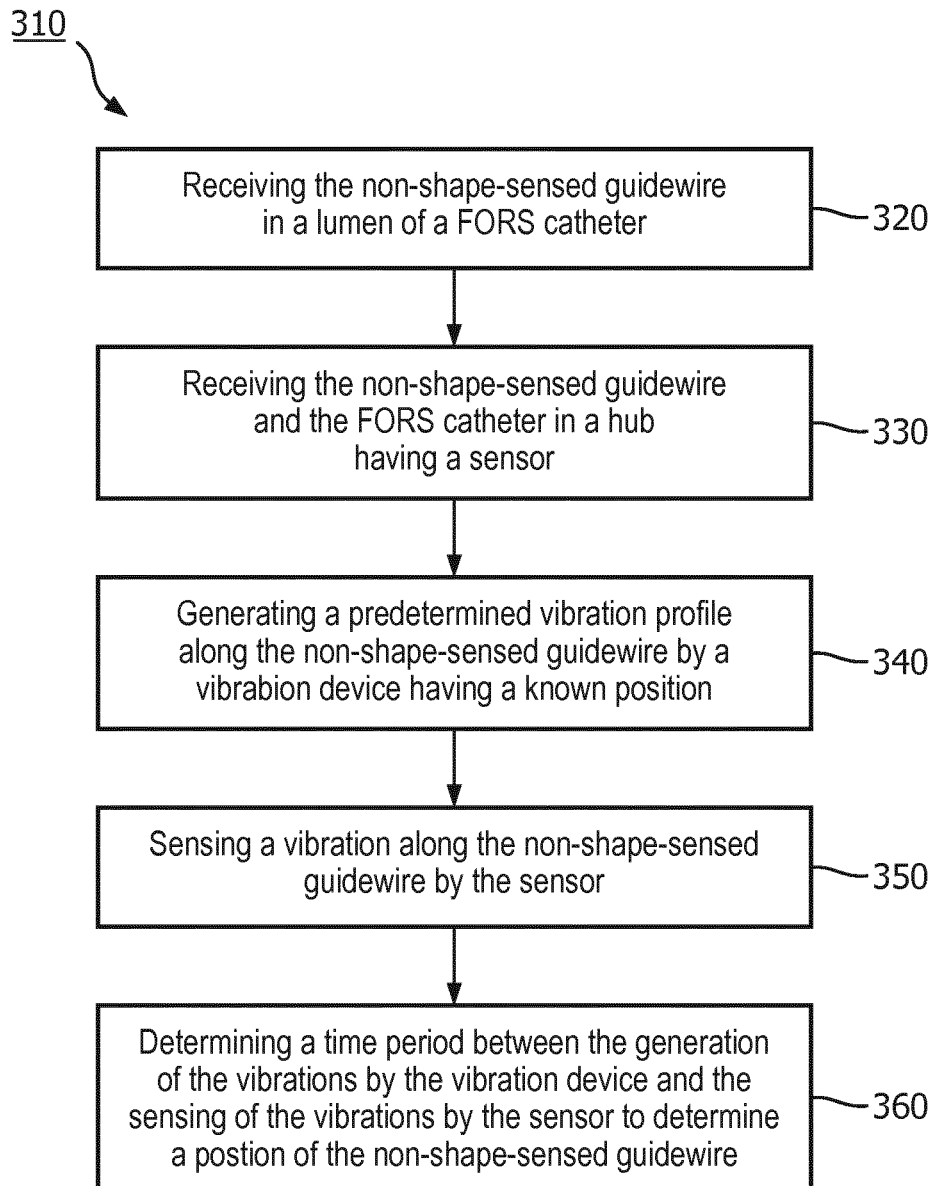 310
Receiving the non-shape-sensed guidewire
in a lumen of a FORS catheter
320
Receiving the non-shape-sensed guidewire
and the FORS catheter in a hub
having a sensor
330
Generating a predetermined vibration profile
along the non-shape-sensed guidewire by a
vibrabion device having a known position
340
Sensing a vibration along the non-shape-sensed
guidewire by the sensor
350
Determining a time period between the generation
of the vibrations by the vibration device and the
sensing of the vibrations by the sensor to determine
a postion of the non-shape-sensed guidewire
360